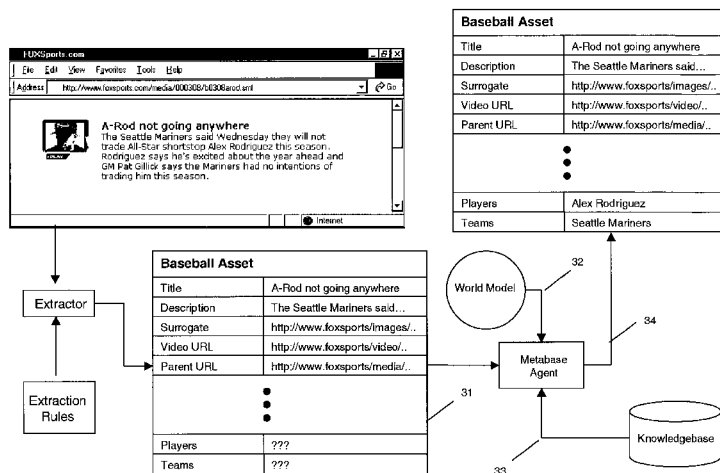 FOXSports.com
File Edit View Favorites Tools Help
Address http://www.foxsports.com/media/000308/b0308arod.sml Go
A-Rod not going anywhere
The Seattle Mariners said Wednesday they will not
trade All-Star shortstop Alex Rodriguez this season.
Rodriguez says he's excited about the year ahead and
GM Pat Gillick says the Mariners had no intentions of
trading him this season.
Internet
Extractor
Extraction
Rules
Baseball Asset
Title A-Rod not going anywhere
Description The Seattle Mariners said...
Surrogate http://www.foxsports/images/..
Video URL http://www.foxsports/video/..
Parent URL http://www.foxsports/media/..
Players ???
Teams ???
31
World Model
32
Metabase
Agent
33
Knowledgebase
34
Baseball Asset
Title A-Rod not going anywhere
Description The Seattle Mariners said...
Surrogate http://www.foxsports/images/..
Video URL http://www.foxsports/video/..
Parent URL http://www.foxsports/media/..
Players Alex Rodriguez
Teams Seattle Mariners